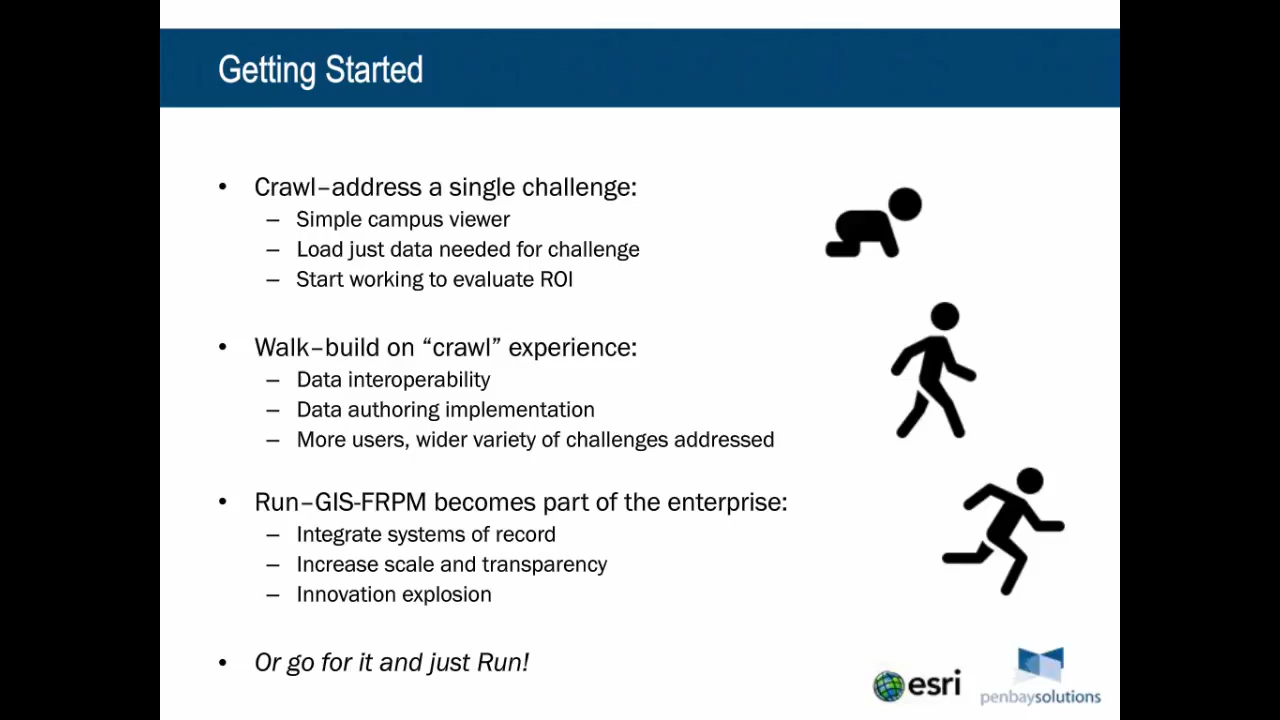 Getting Started
• Crawl–address a single challenge:
– Simple campus viewer
– Load just data needed for challenge
– Start working to evaluate ROI
• Walk–build on “crawl” experience:
– Data interoperability
– Data authoring implementation
– More users, wider variety of challenges addressed
• Run–GIS-FRPM becomes part of the enterprise:
– Integrate systems of record
– Increase scale and transparency
– Innovation explosion
• Or go for it and just Run!
esri
penbaysolutions